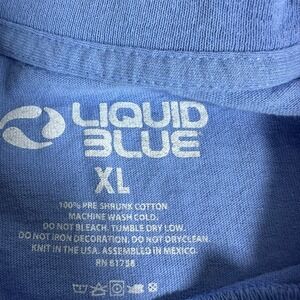 LIQUID
BLUE
XL
100% PRE SHRUNK COTTON
MACHINE WASH COLD.
DO NOT BLEACH. TUMBLE DRY LOW.
DO NOT IRON DECORATION. DO NOT DRYCLEAN.
KNIT IN THE USA. ASSEMBLED IN MEXICO.
RN 61758